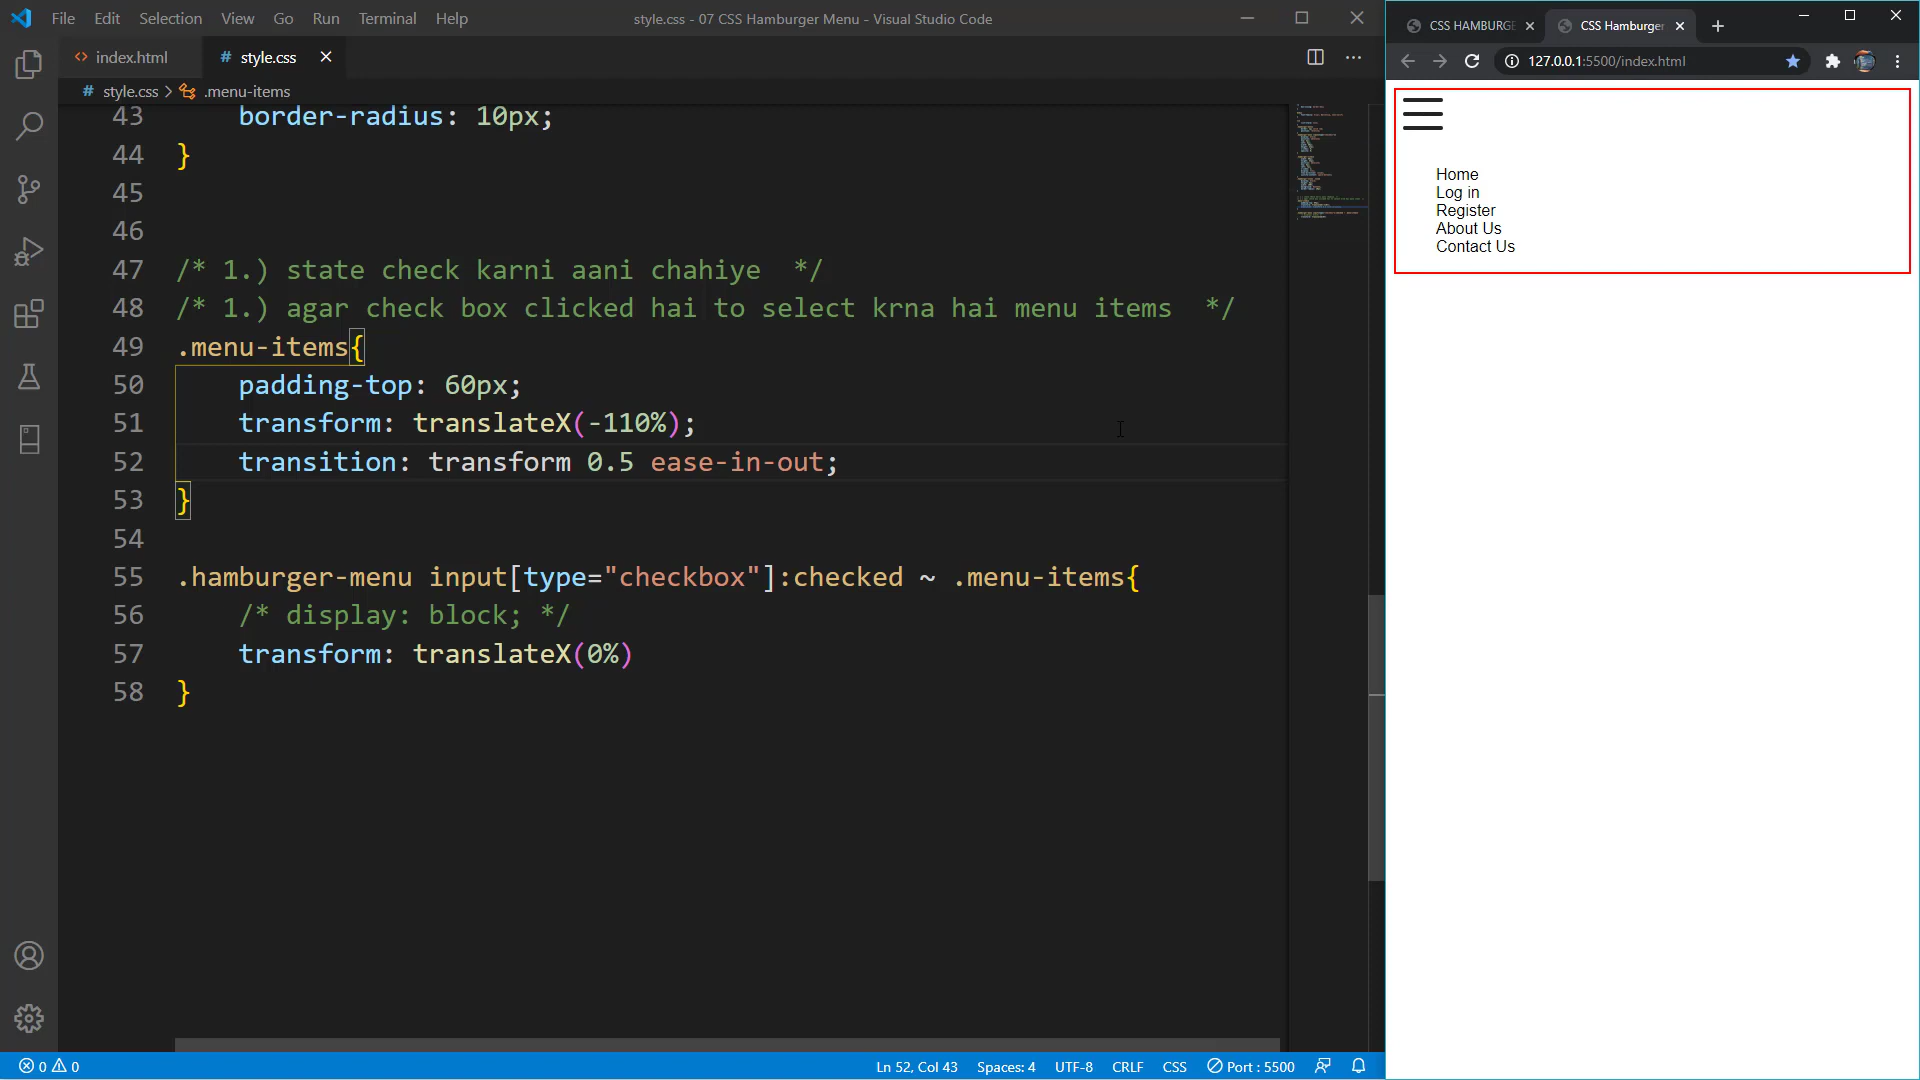 File Edit Selection View Go Run Terminal Help
style.css - 07 CSS Hamburger Menu - Visual Studio Code
index.html
# style.css
# style.css > .menu-items
43 border-radius: 10px;
44 }
45
46
47 /* 1.) state check karni aani chahiye */
48 /* 1.) agar check box clicked hai to select krna hai menu items */
49 .menu-items{
50 padding-top: 60px;
51 transform: translateX(-110%);
52 transition: transform 0.5 ease-in-out;
53 }
54
55 .hamburger-menu input[type="checkbox"]:checked ~ .menu-items{
56 /* display: block; */
57 transform: translateX(0%)
58 }
0 0
Ln 52, Col 43 Spaces: 4 UTF-8 CRLF CSS Port : 5500
CSS HAMBURGE
CSS Hamburger
127.0.0.1:5500/index.html
Home
Log in
Register
About Us
Contact Us